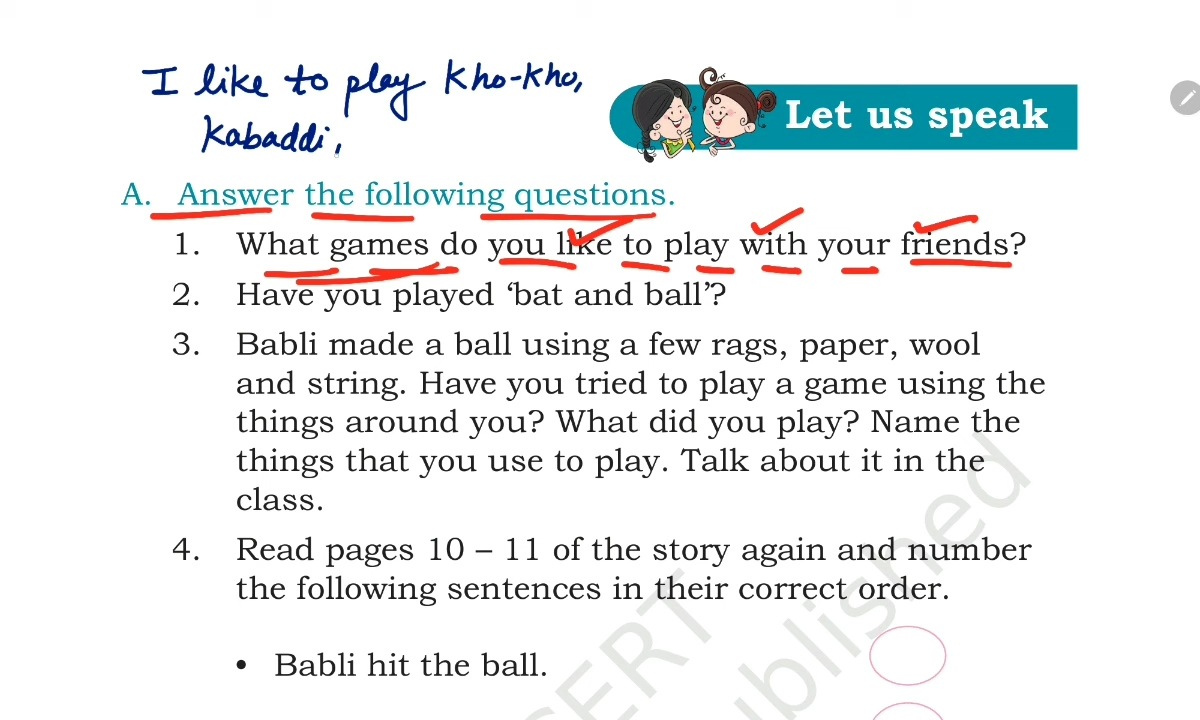 I like to play Kho-Kho,
Kabaddi,
Let us speak
A. Answer the following questions.
1. What games do you like to play with your friends?
2. Have you played ‘bat and ball’?
3. Babli made a ball using a few rags, paper, wool
and string. Have you tried to play a game using the
things around you? What did you play? Name the
things that you use to play. Talk about it in the
class.
4. Read pages 10 – 11 of the story again and number
the following sentences in their correct order.
• Babli hit the ball.